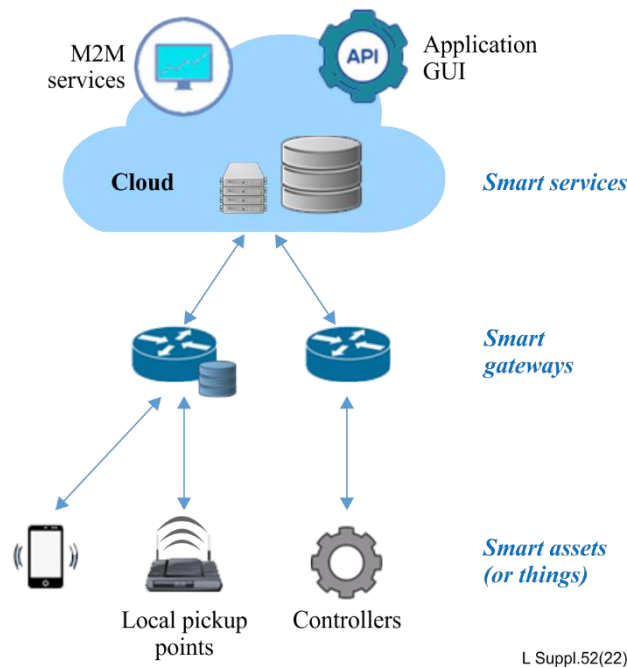 M2M
services
API
Application
GUI
Cloud
Smart services
Smart
gateways
Smart assets
(or things)
Local pickup
points
Controllers
L Suppl.52(22)